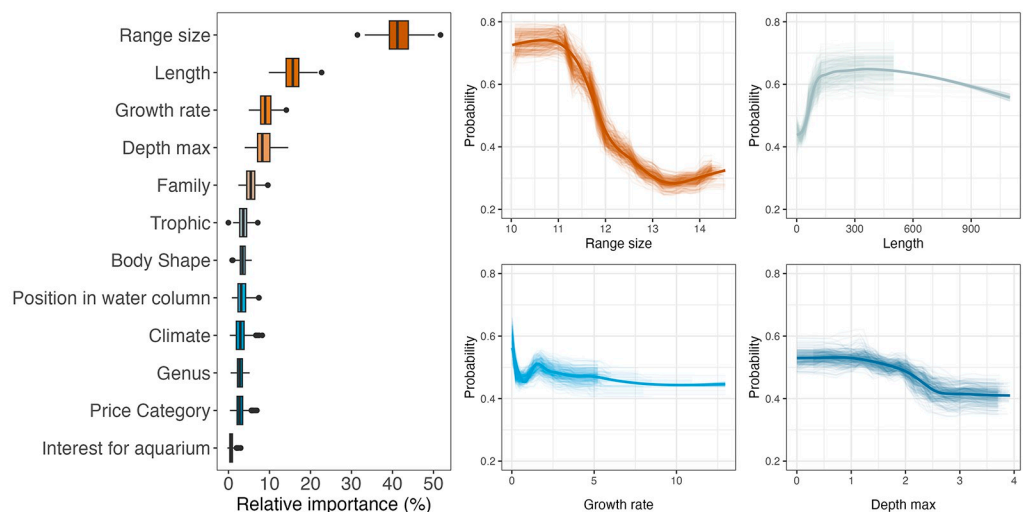 Range size
Length
Growth rate
Depth max
Family
Trophic
Body Shape
Position in water column
Climate
Genus
Price Category
Interest for aquarium
0 10 20 30 40 50
Relative importance (%)
Probability
0.8
0.6
0.4
0.2
10 11 12 13 14
Range size
Probability
0.8
0.6
0.4
0.2
0 300 600 900
Length
Probability
0.8
0.6
0.4
0.2
0 5 10
Growth rate
Probability
0.8
0.6
0.4
0.2
0 1 2 3 4
Depth max